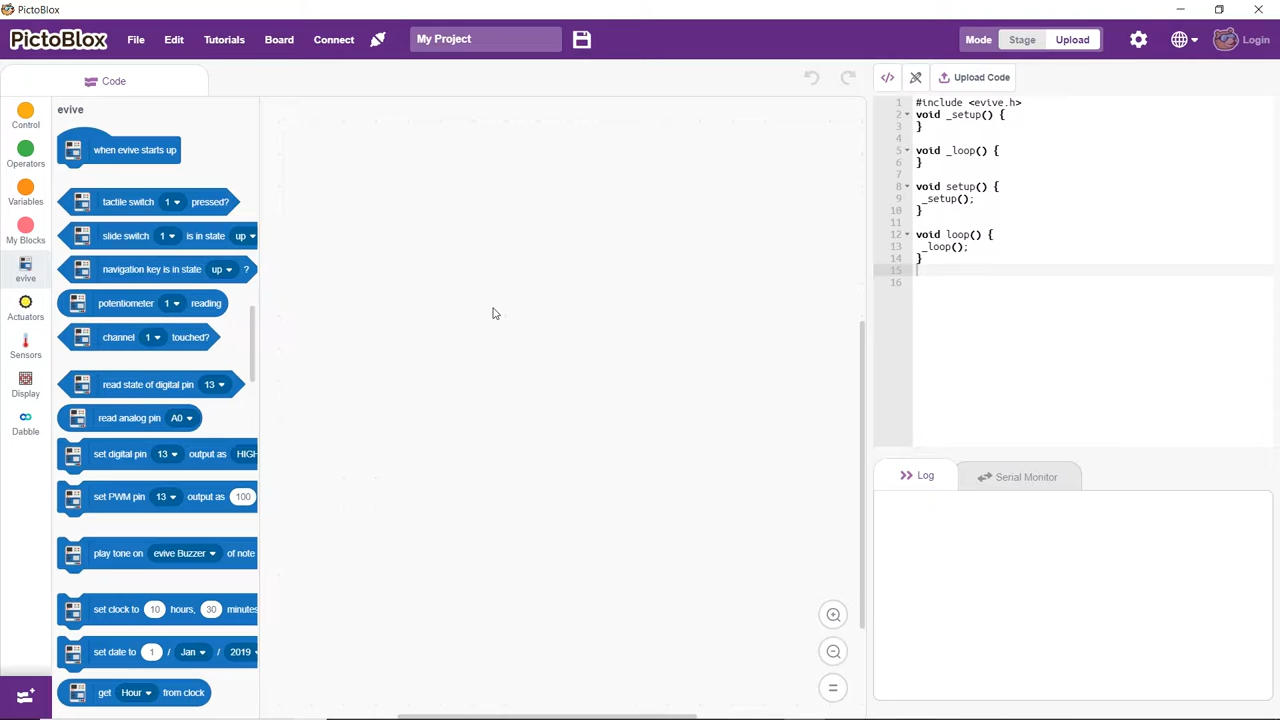 PictoBlox
PictoBlox File Edit Tutorials Board Connect My Project Mode Stage Upload Login
Code
Upload Code
Control
Operators
Variables
My Blocks
evive
Actuators
Sensors
Display
Dabble
evive
when evive starts up
tactile switch 1 pressed?
slide switch 1 is in state up
navigation key is in state up ?
potentiometer 1 reading
channel 1 touched?
read state of digital pin 13
read analog pin A0
set digital pin 13 output as HIGH
set PWM pin 13 output as 100
play tone on evive Buzzer of note
set clock to 10 hours, 30 minutes
set date to 1 / Jan / 2019
get Hour from clock
1 #include <evive.h>
2 void _setup() {
3 }
4
5 void _loop() {
6 }
7
8 void setup() {
9 _setup();
10 }
11
12 void loop() {
13 _loop();
14 }
15
16
Log
Serial Monitor